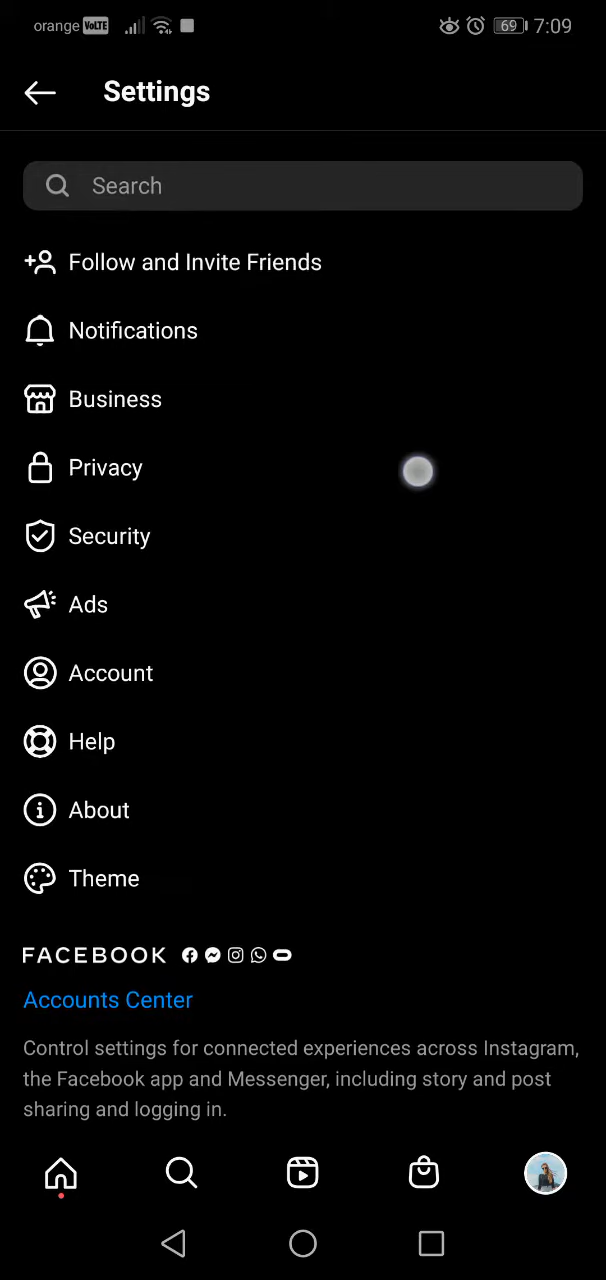 orange VoLTE 69 7:09
Settings
Search
Follow and Invite Friends
Notifications
Business
Privacy
Security
Ads
Account
Help
About
Theme
FACEBOOK
Accounts Center
Control settings for connected experiences across Instagram,
the Facebook app and Messenger, including story and post
sharing and logging in.